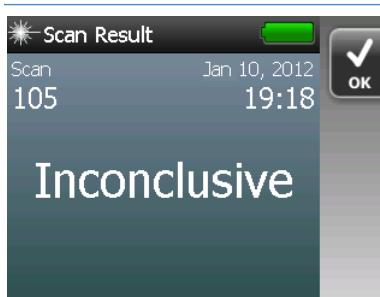 Scan Result
Scan Jan 10, 2012
105 19:18
Inconclusive
OK